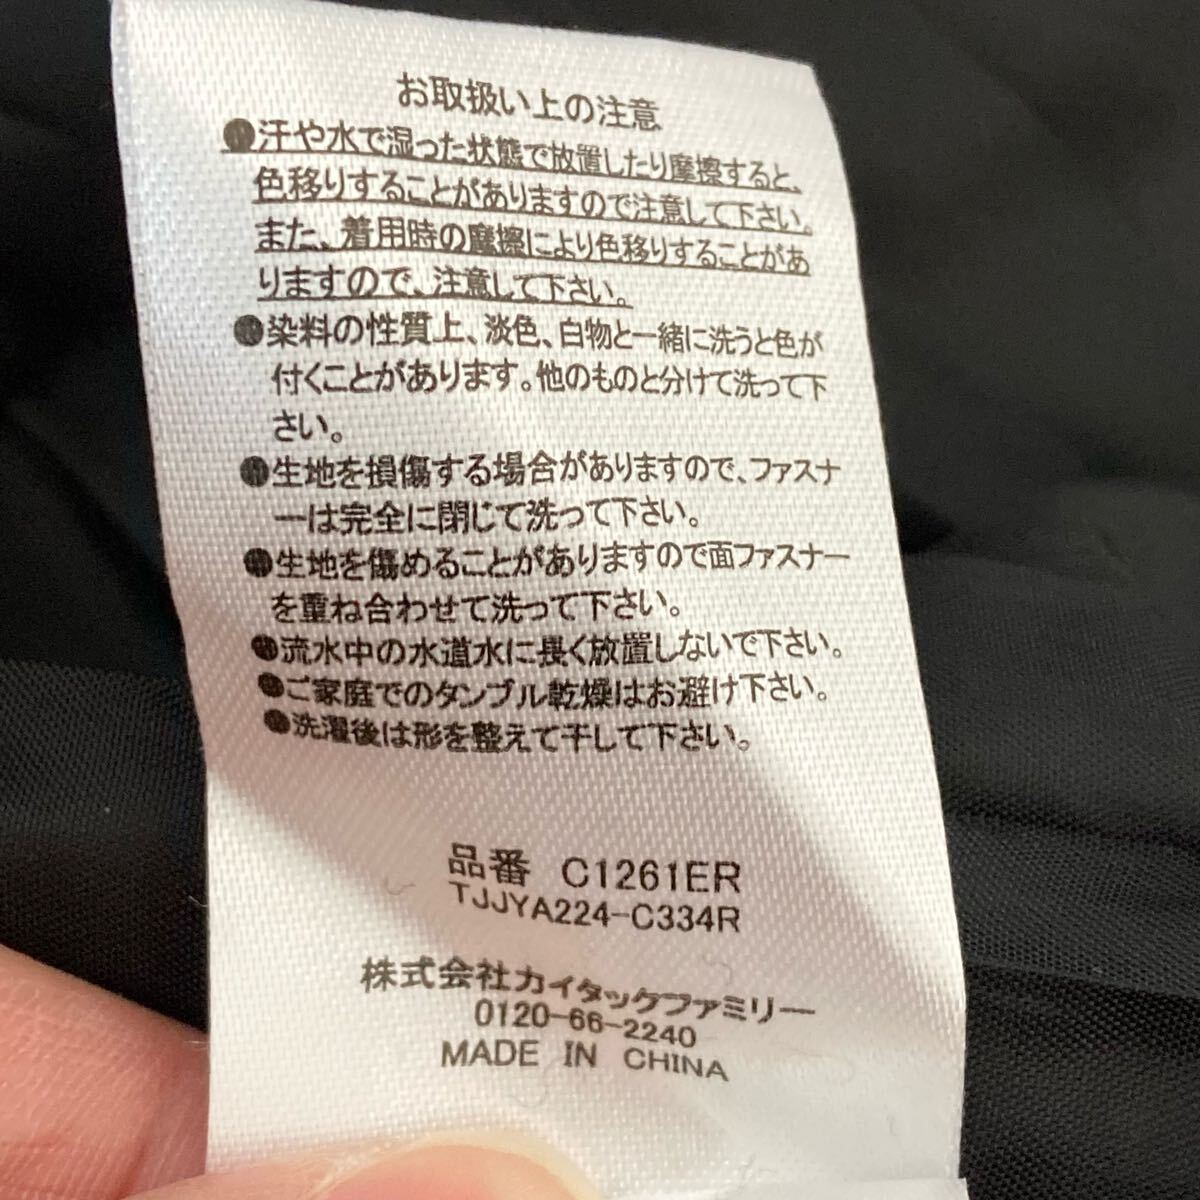 お取扱い上の注意
●汗や水で湿った状態で放置したり摩擦すると、
色移りすることがありますので注意して下さい。
また、着用時の摩擦により色移りすることがあ
りますので、注意して下さい。
●染料の性質上、淡色、白物と一緒に洗うと色が
付くことがあります。他のものと分けて洗って下
さい。
●生地を損傷する場合がありますので、ファスナ
ーは完全に閉じて洗って下さい。
●生地を傷めることがありますので面ファスナー
を重ね合わせて洗って下さい。
●流水中の水道水に長く放置しないで下さい。
●ご家庭でのタンブル乾燥はお避け下さい。
●洗濯後は形を整えて干して下さい。
品番 C1261ER
TJJYA224-C334R
株式会社カイタックファミリー
0120-66-2240
MADE IN CHINA